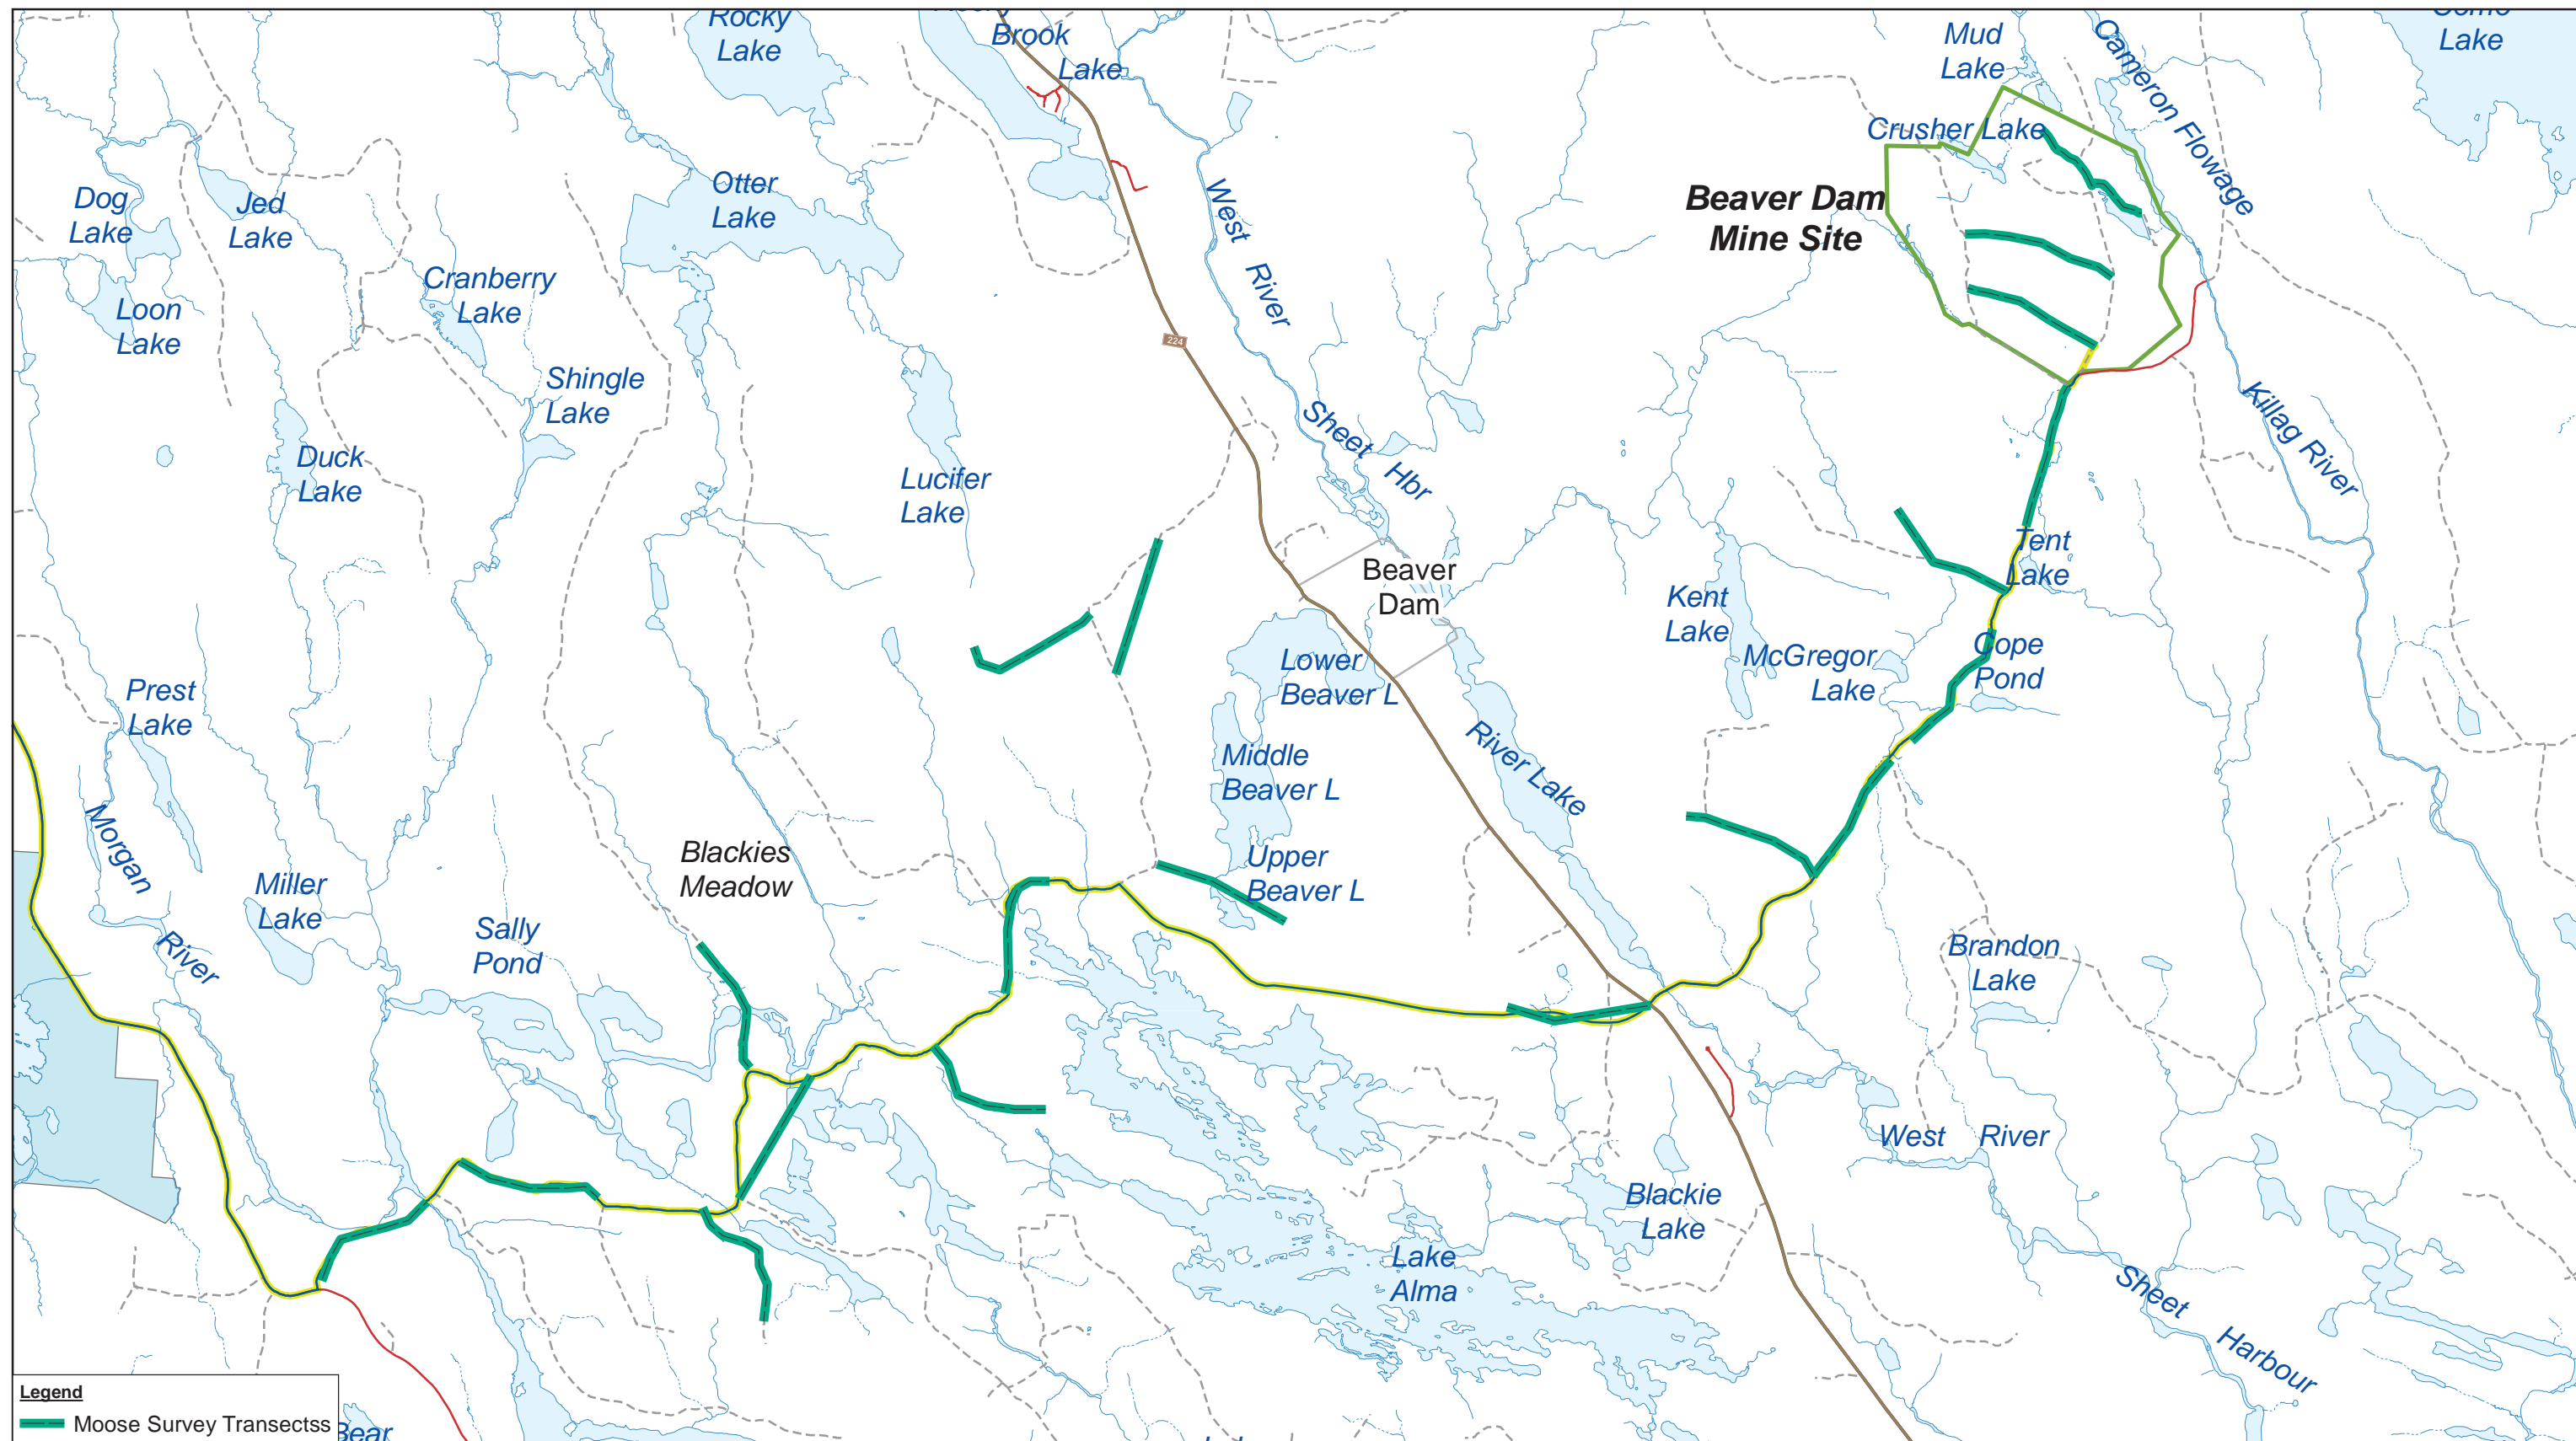 Rocky
Lake
Brook
Lake
Mud
Lake
Cameron Flowage
Lake
Crusher Lake
Beaver Dam
Mine Site
Dog
Lake
Jed
Lake
Otter
Lake
West
River
Loon
Lake
Cranberry
Lake
224
Shingle
Lake
Killag River
Sheet
Hbr
Duck
Lake
Lucifer
Lake
Tent
Lake
Beaver
Dam
Kent
Lake
Cope
Pond
McGregor
Lake
Lower
Beaver L
Prest
Lake
River Lake
Middle
Beaver L
Morgan
River
Blackies
Meadow
Upper
Beaver L
Miller
Lake
Sally
Pond
Brandon
Lake
West River
Blackie
Lake
Lake
Alma
Sheet
Harbour
Legend
Moose Survey Transectss
Bear